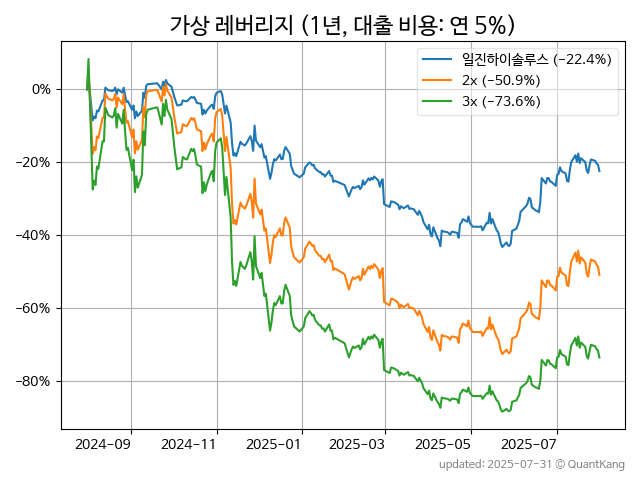 가상 레버리지 (1년, 대출 비용: 연 5%)
일진하이솔루스 (−22.4%)
2x (−50.9%)
3x (−73.6%)
0%
−20%
−40%
−60%
−80%
2024-09
2024-11
2025-01
2025-03
2025-05
2025-07
updated: 2025-07-31 © QuantKang